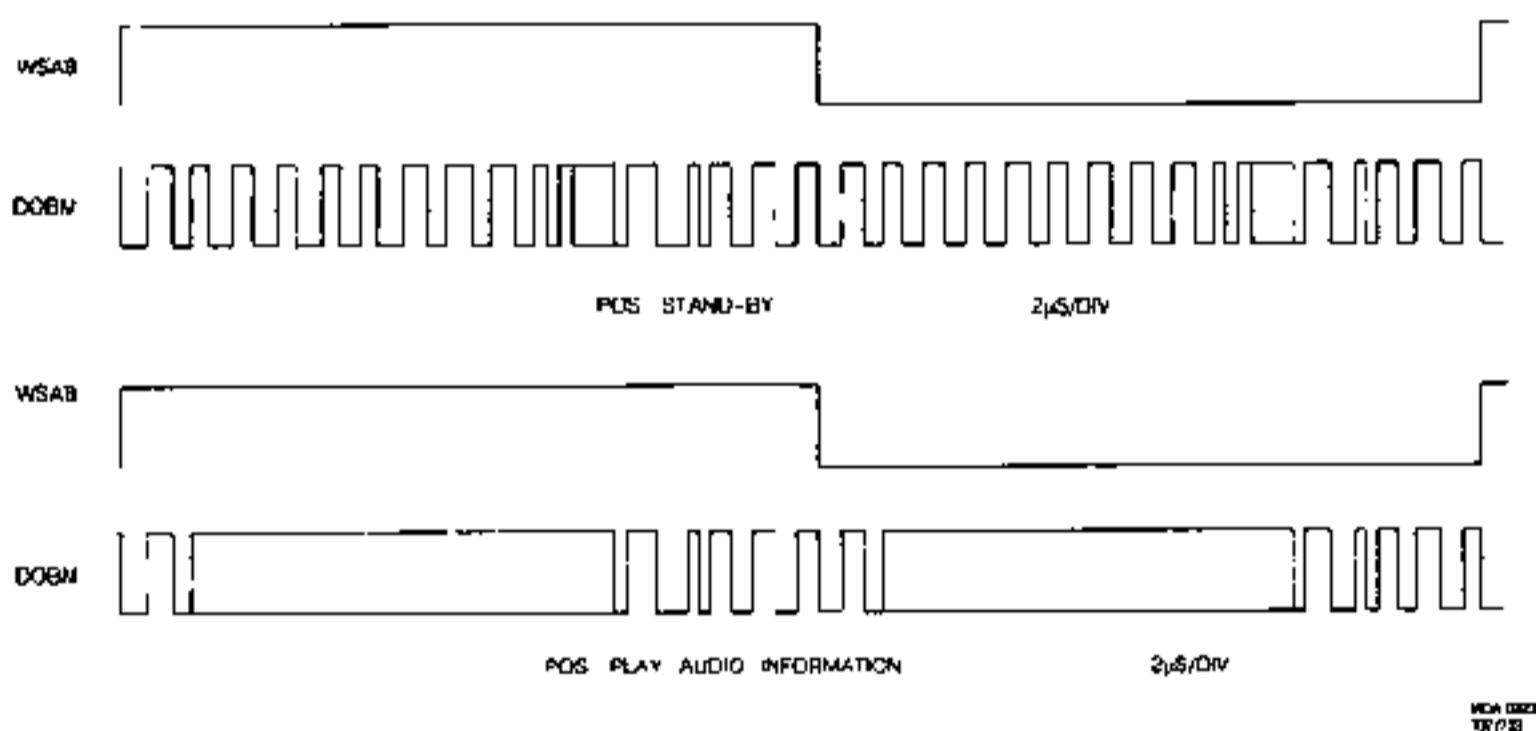 WSAB
DOBM
POS STAND-BY 2µS/DIV
WSAB
DOBM
POS PLAY AUDIO INFORMATION 2µS/DIV